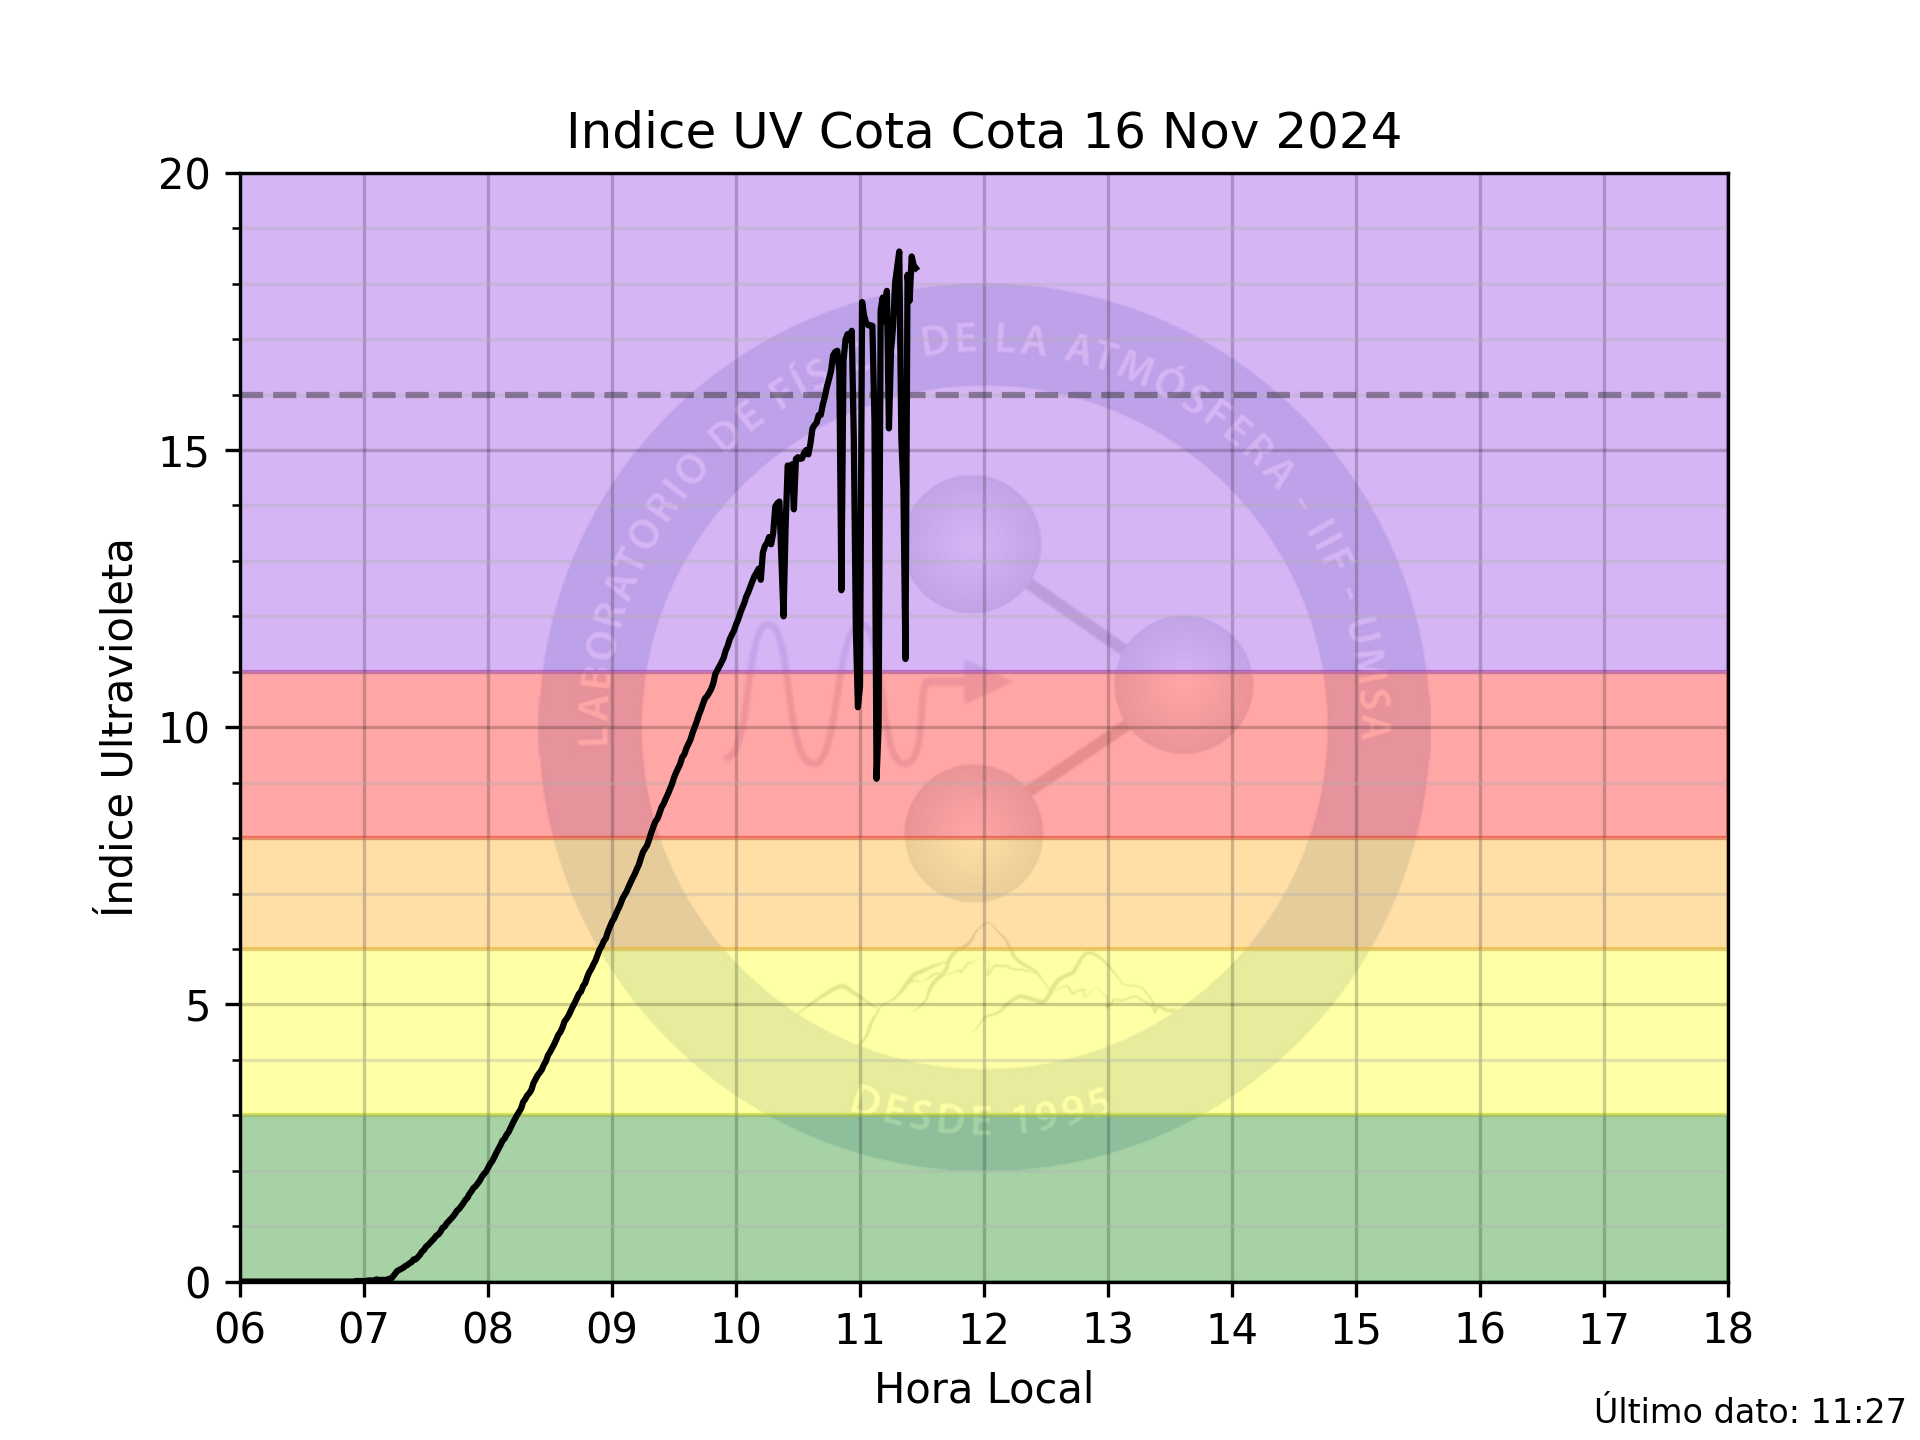 Indice UV Cota Cota 16 Nov 2024
20
15
10
5
0
Índice Ultravioleta
LABORATORIO DE FÍS DE LA ATMÓSFERA - IIF - UMSA
DESDE 1995
06 07 08 09 10 11 12 13 14 15 16 17 18
Hora Local
Último dato: 11:27